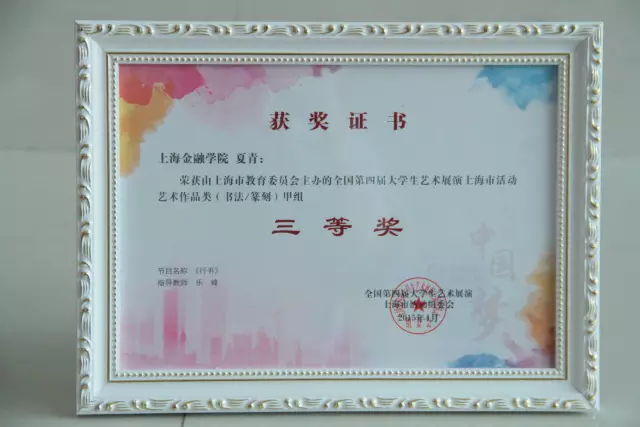 获奖证书
上海金融学院 夏青：
荣获由上海市教育委员会主办的全国第四届大学生艺术展演上海市活动
艺术作品类（书法/篆刻）甲组
三等奖
节目名称 《行书》
指导教师 乐峰
中国梦
全国第四届大学生艺术展演
上海市活动组委会
2015年4月